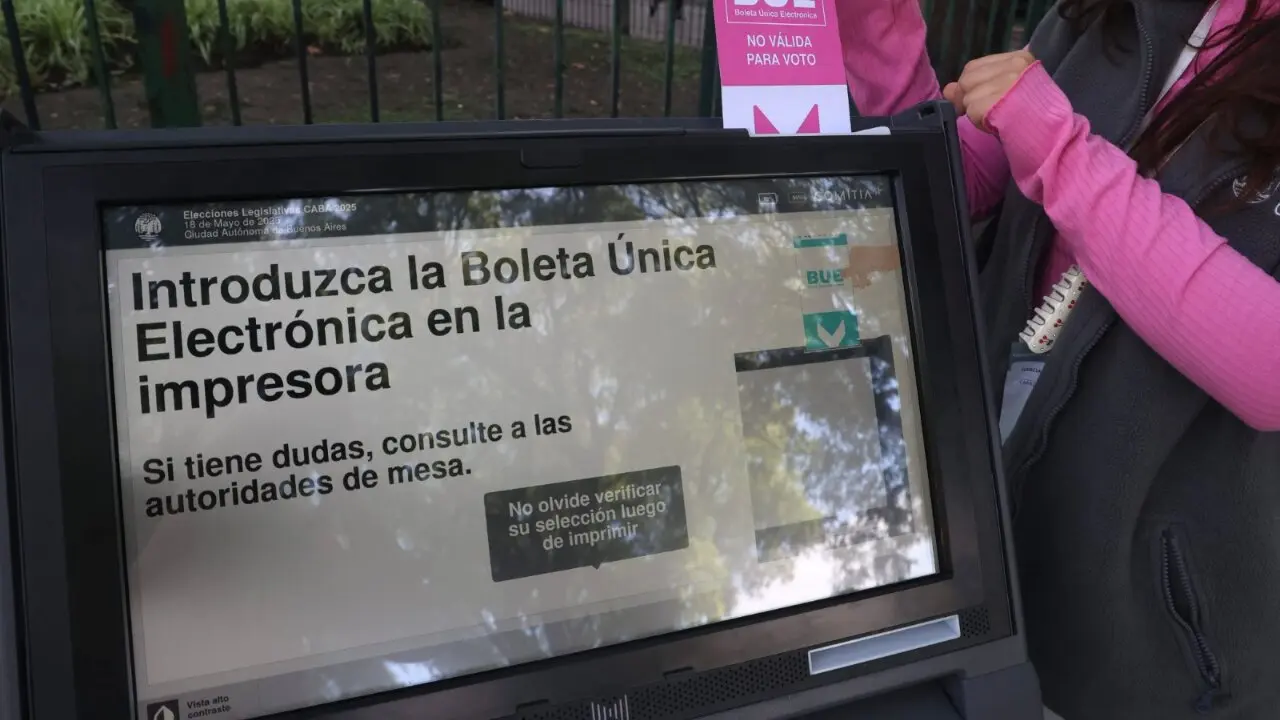 BUE
Boleta Única Electrónica
NO VÁLIDA
PARA VOTO
Elecciones Legislativas CABA 2025
18 de Mayo de 2025
Ciudad Autónoma de Buenos Aires
COMITIA
Introduzca la Boleta Única
Electrónica en la
impresora
BUE
Si tiene dudas, consulte a las
autoridades de mesa.
No olvide verificar
su selección luego
de imprimir
Vista alto
contraste